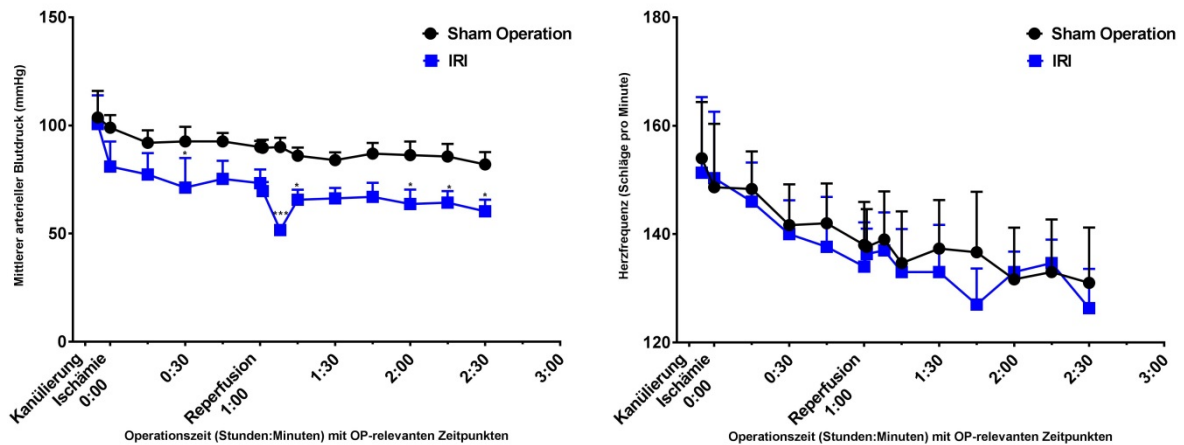 150
100
50
0
Mittlerer arterieller Blutdruck (mmHg)
Sham Operation
IRI
*
***
*
*
*
*
Kanülierung
Ischämie
0:00
0:30
Reperfusion
1:00
1:30
2:00
2:30
3:00
Operationszeit (Stunden:Minuten) mit OP-relevanten Zeitpunkten
180
160
140
120
Herzfrequenz (Schläge pro Minute)
Sham Operation
IRI
Kanülierung
Ischämie
0:00
0:30
Reperfusion
1:00
1:30
2:00
2:30
3:00
Operationszeit (Stunden:Minuten) mit OP-relevanten Zeitpunkten